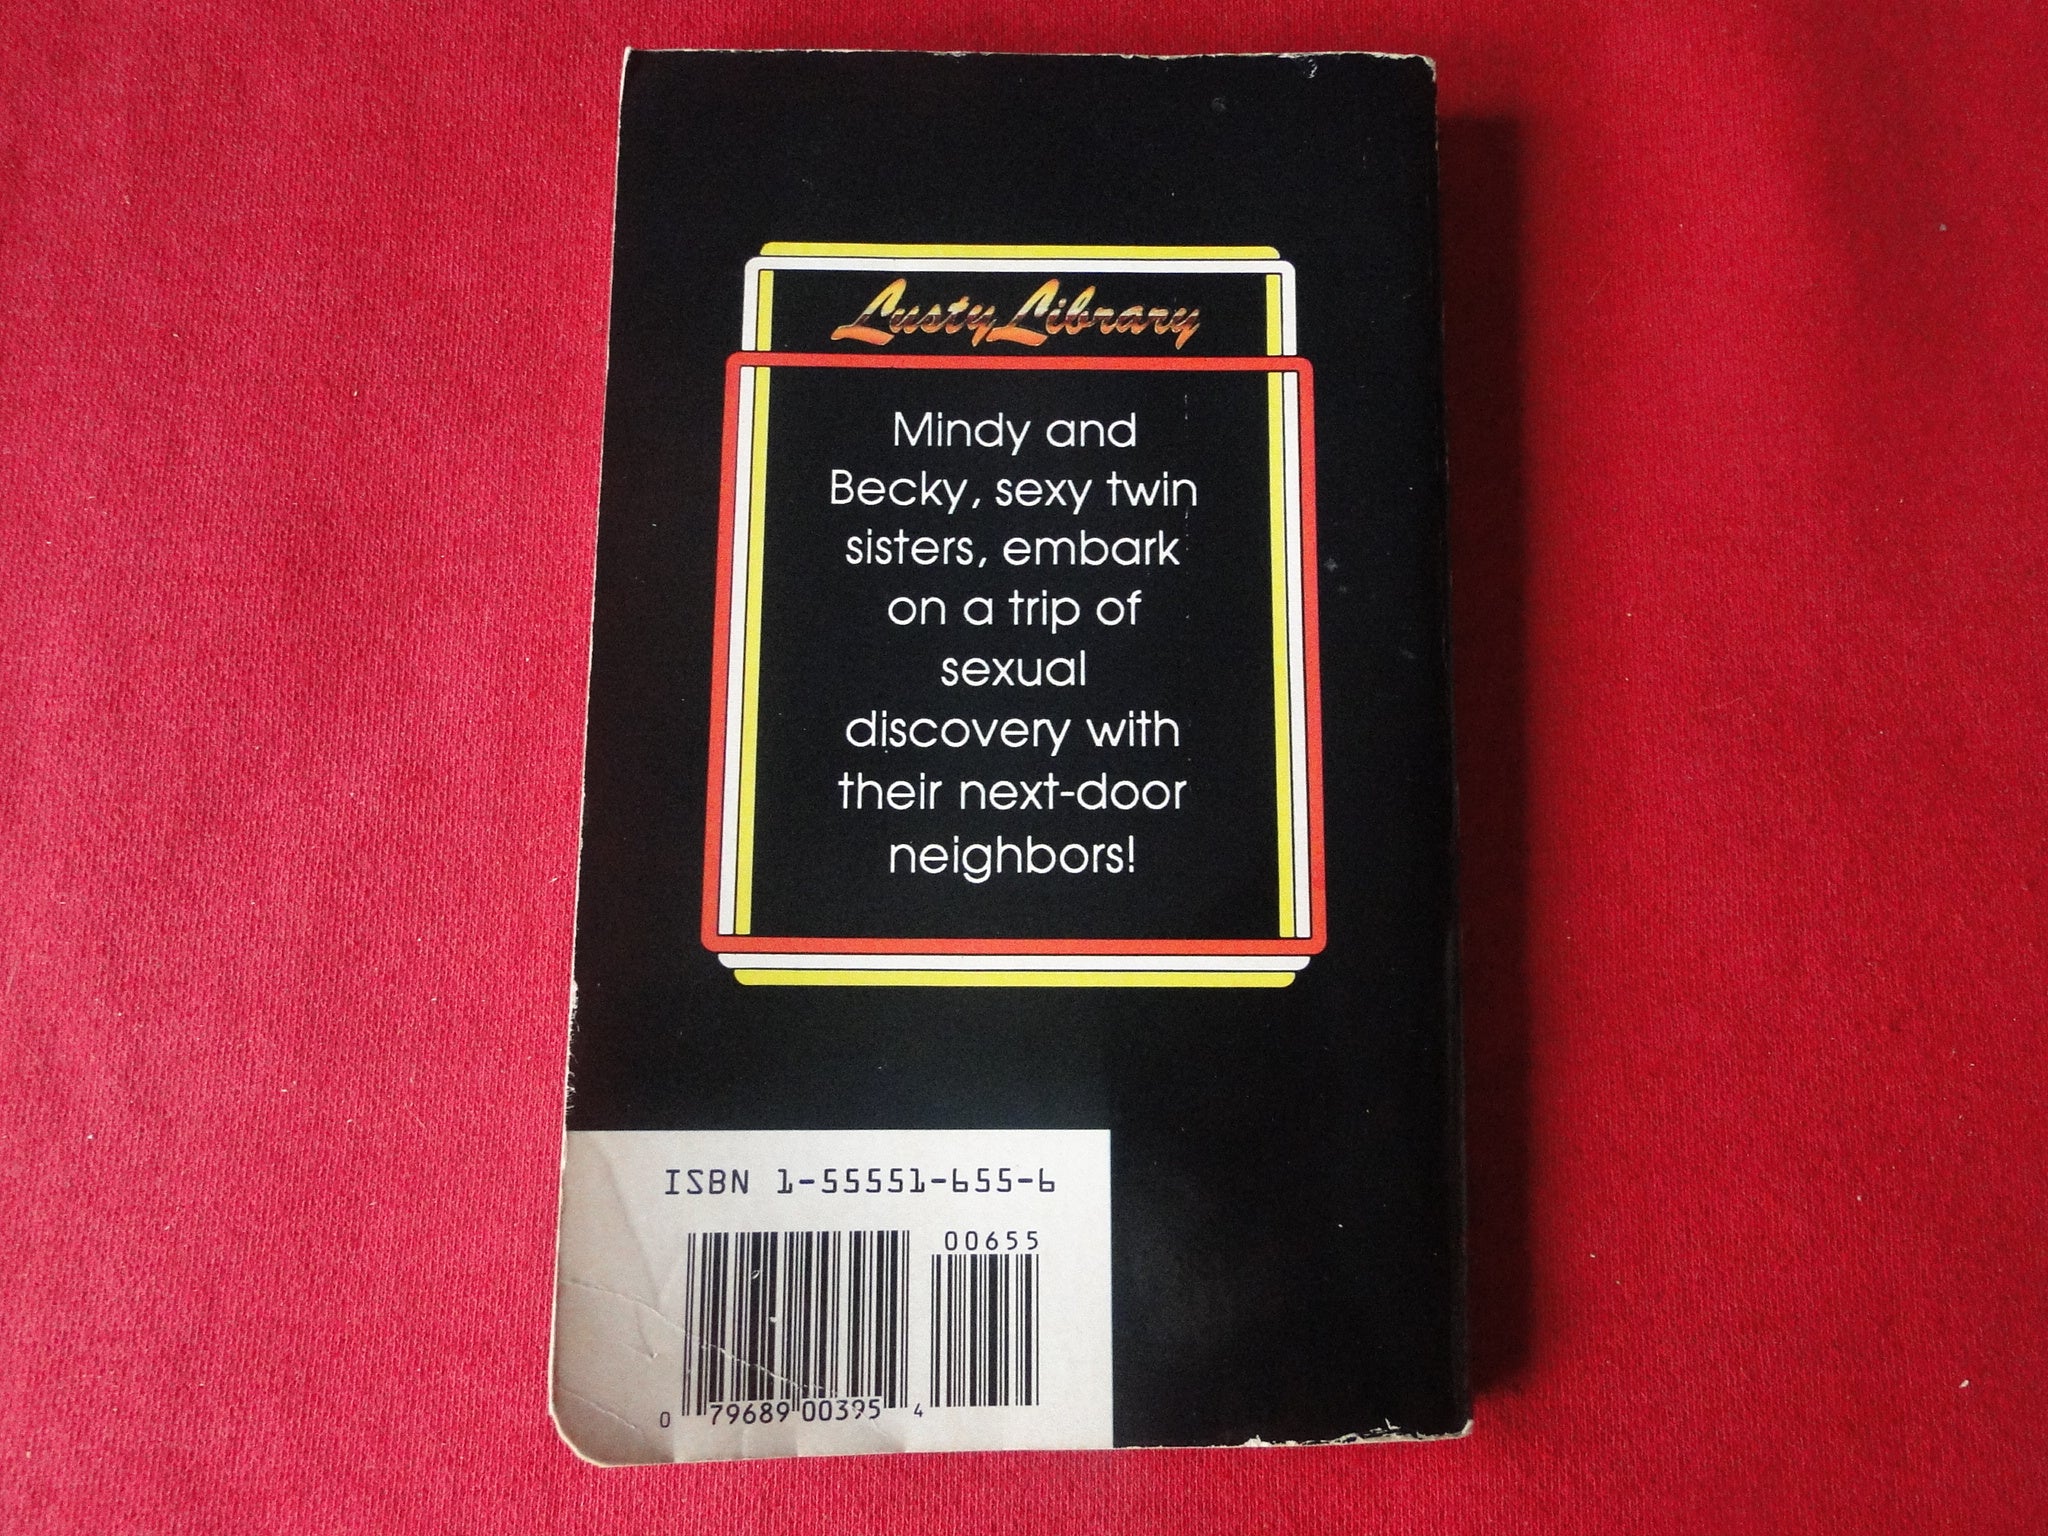 Lusty Library
Mindy and
Becky, sexy twin
sisters, embark
on a trip of
sexual
discovery with
their next-door
neighbors!
ISBN 1-55551-655-6
00655
0 79689 00395 4